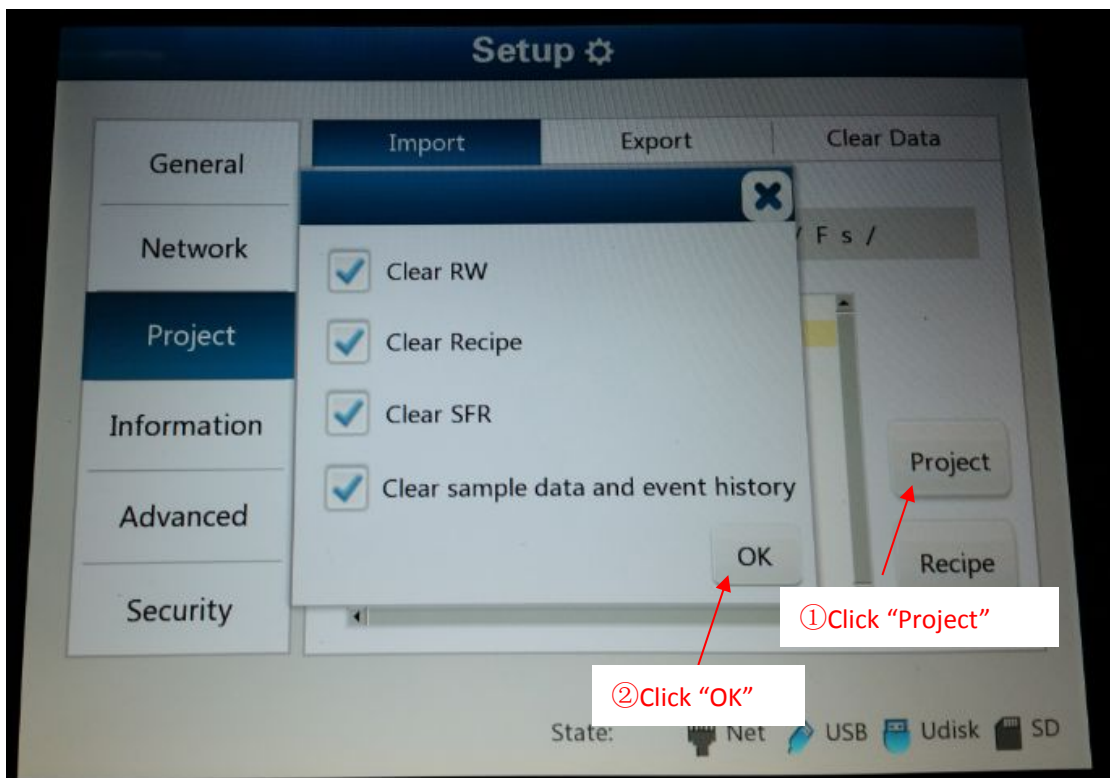 Setup
Import Export Clear Data
General
Network
Project
Information
Advanced
Security
/ F s /
Clear RW
Clear Recipe
Clear SFR
Clear sample data and event history
OK
Project
Recipe
①Click “Project”
②Click “OK”
State: Net USB Udisk SD